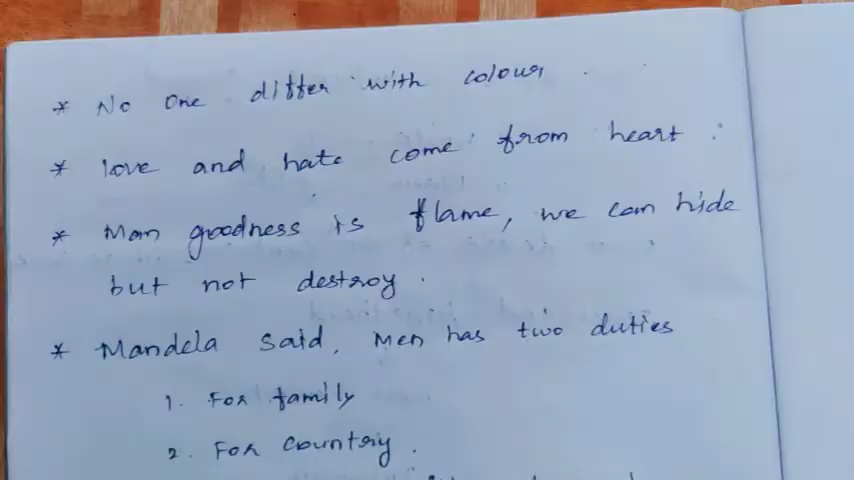 * No one differ with colour.
* love and hate come from heart.
* Man goodness is flame, we can hide
but not destroy.
* Mandela said, Men has two duties
1. For family
2. For country.